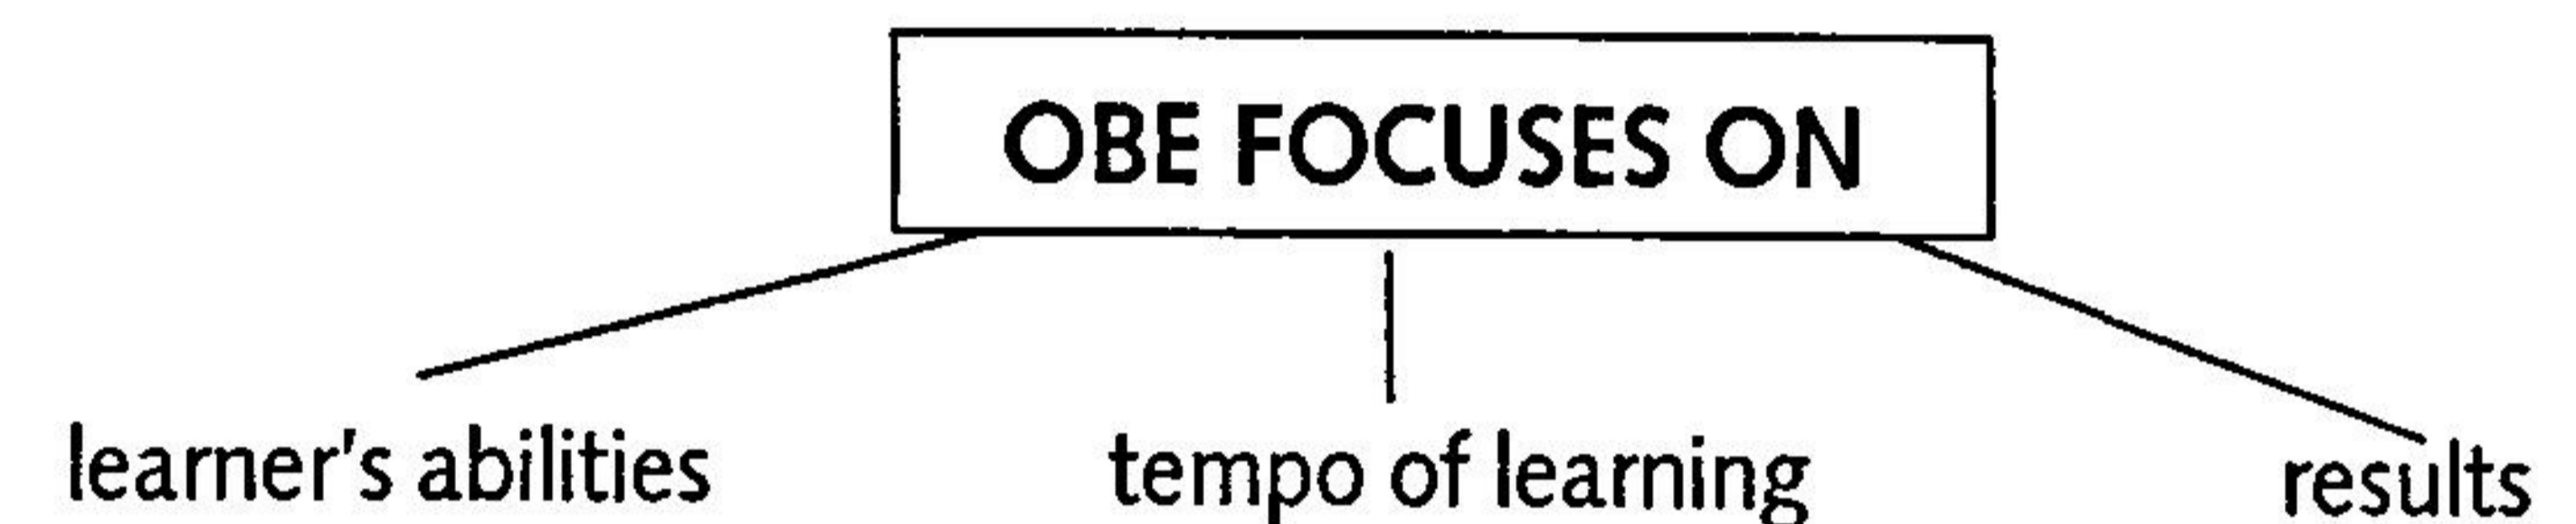 OBE FOCUSES ON
learner's abilities tempo of learning results